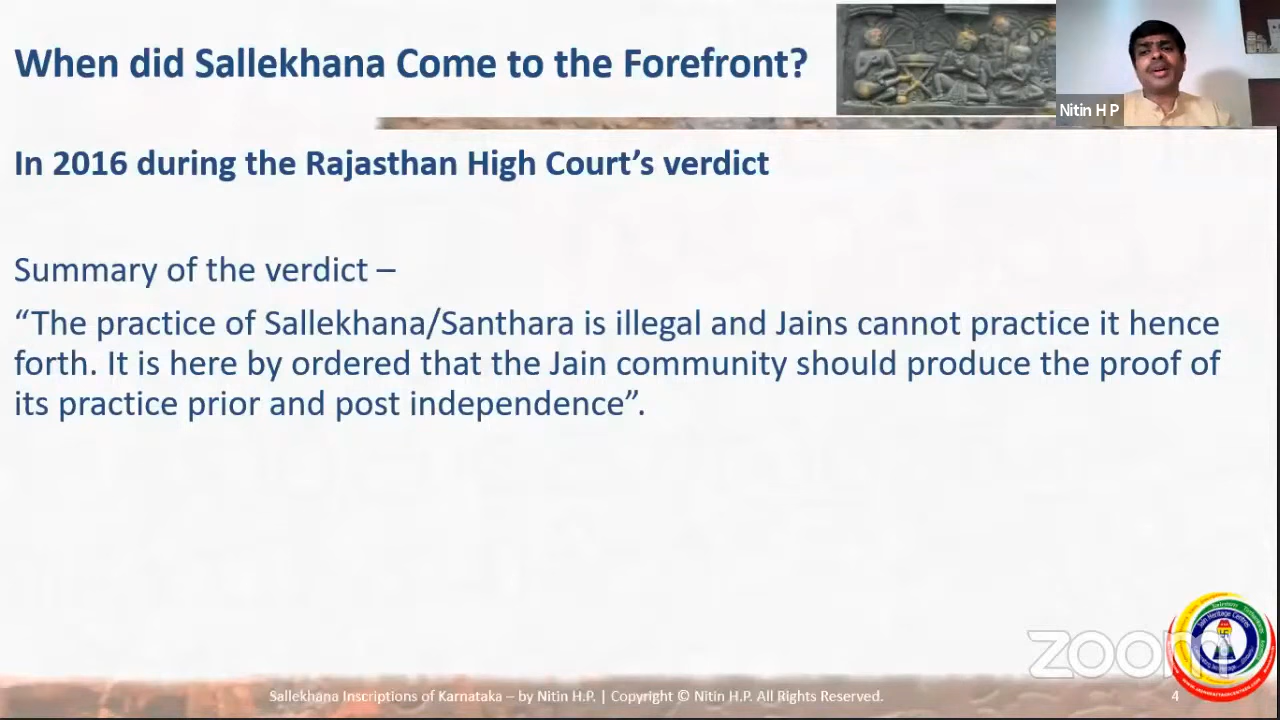 When did Sallekhana Come to the Forefront?
Nitin H P
In 2016 during the Rajasthan High Court’s verdict
Summary of the verdict –
“The practice of Sallekhana/Santhara is illegal and Jains cannot practice it hence
forth. It is here by ordered that the Jain community should produce the proof of
its practice prior and post independence”.
zoom
Sallekhana Inscriptions of Karnataka – by Nitin H.P. | Copyright © Nitin H.P. All Rights Reserved.
4
Jain Heritage Centres